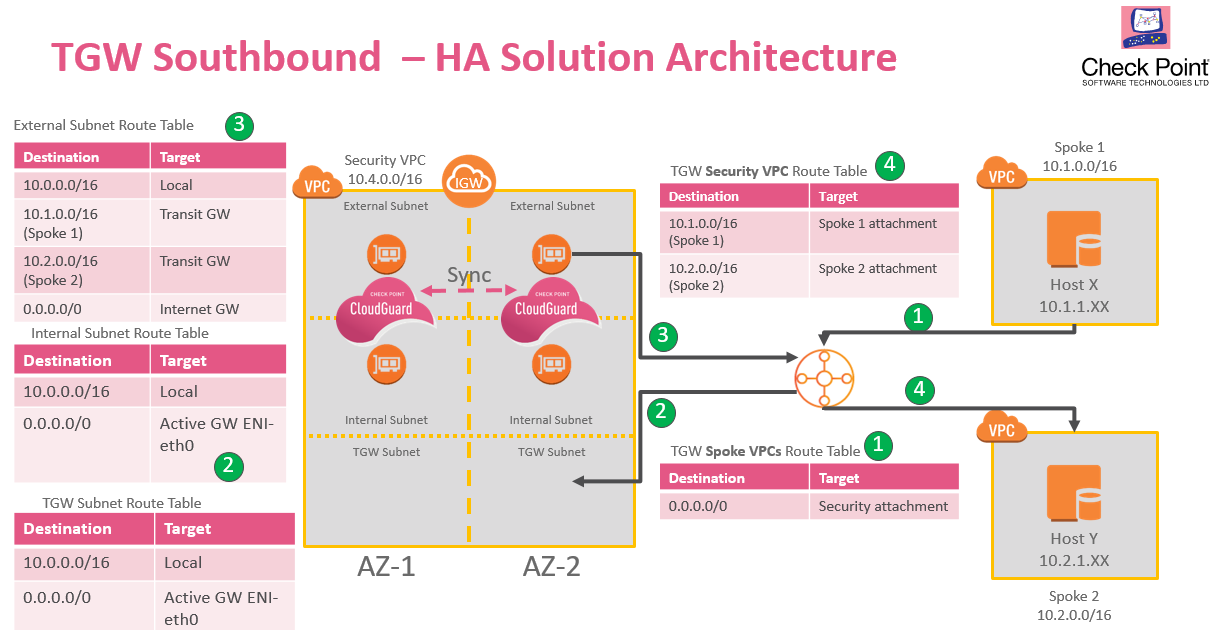 TGW Southbound – HA Solution Architecture
Check Point
SOFTWARE TECHNOLOGIES LTD
External Subnet Route Table
3
Destination Target
10.0.0.0/16 Local
10.1.0.0/16 Transit GW
(Spoke 1)
10.2.0.0/16 Transit GW
(Spoke 2)
0.0.0.0/0 Internet GW
Internal Subnet Route Table
Destination Target
10.0.0.0/16 Local
0.0.0.0/0 Active GW ENI-
eth0
2
TGW Subnet Route Table
Destination Target
10.0.0.0/16 Local
0.0.0.0/0 Active GW ENI-
eth0
VPC
Security VPC
10.4.0.0/16
IGW
External Subnet
External Subnet
Sync
CHECK POINT
CloudGuard
CHECK POINT
CloudGuard
Internal Subnet
Internal Subnet
TGW Subnet
TGW Subnet
AZ-1
AZ-2
TGW Security VPC Route Table
4
Destination Target
10.1.0.0/16 Spoke 1 attachment
(Spoke 1)
10.2.0.0/16 Spoke 2 attachment
(Spoke 2)
1
3
4
2
TGW Spoke VPCs Route Table
1
Destination Target
0.0.0.0/0 Security attachment
Spoke 1
10.1.0.0/16
VPC
Host X
10.1.1.XX
VPC
Host Y
10.2.1.XX
Spoke 2
10.2.0.0/16